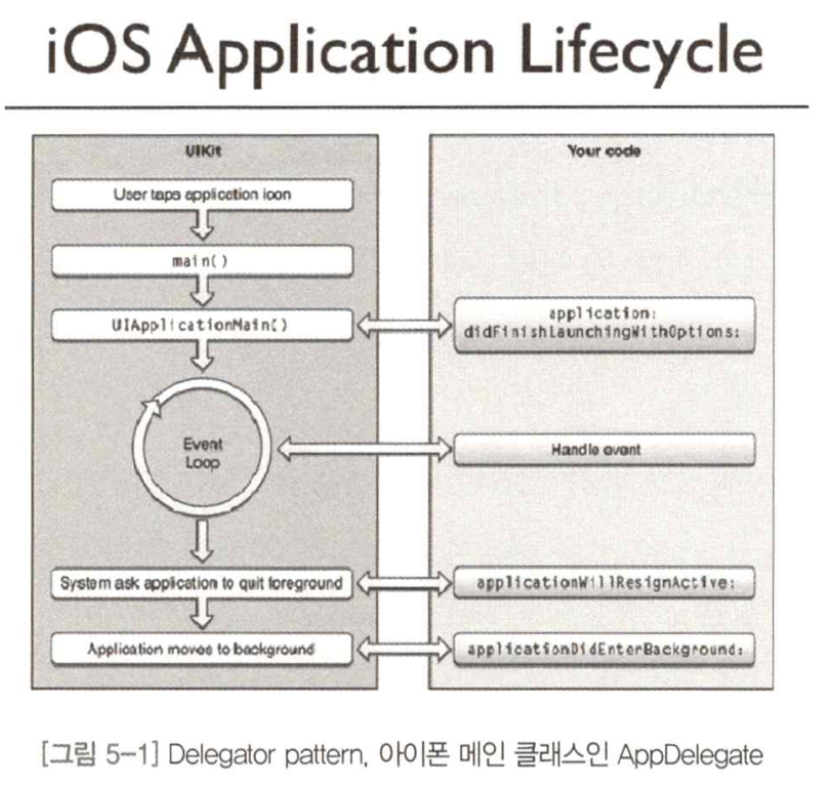 iOS Application Lifecycle
UIKit
User taps application icon
main()
UIApplicationMain()
Event
Loop
System ask application to quit foreground
Application moves to background
Your code
application:
didFinishLaunchingWithOptions:
Handle event
applicationWillResignActive:
applicationDidEnterBackground:
[그림 5-1] Delegator pattern, 아이폰 메인 클래스인 AppDelegate